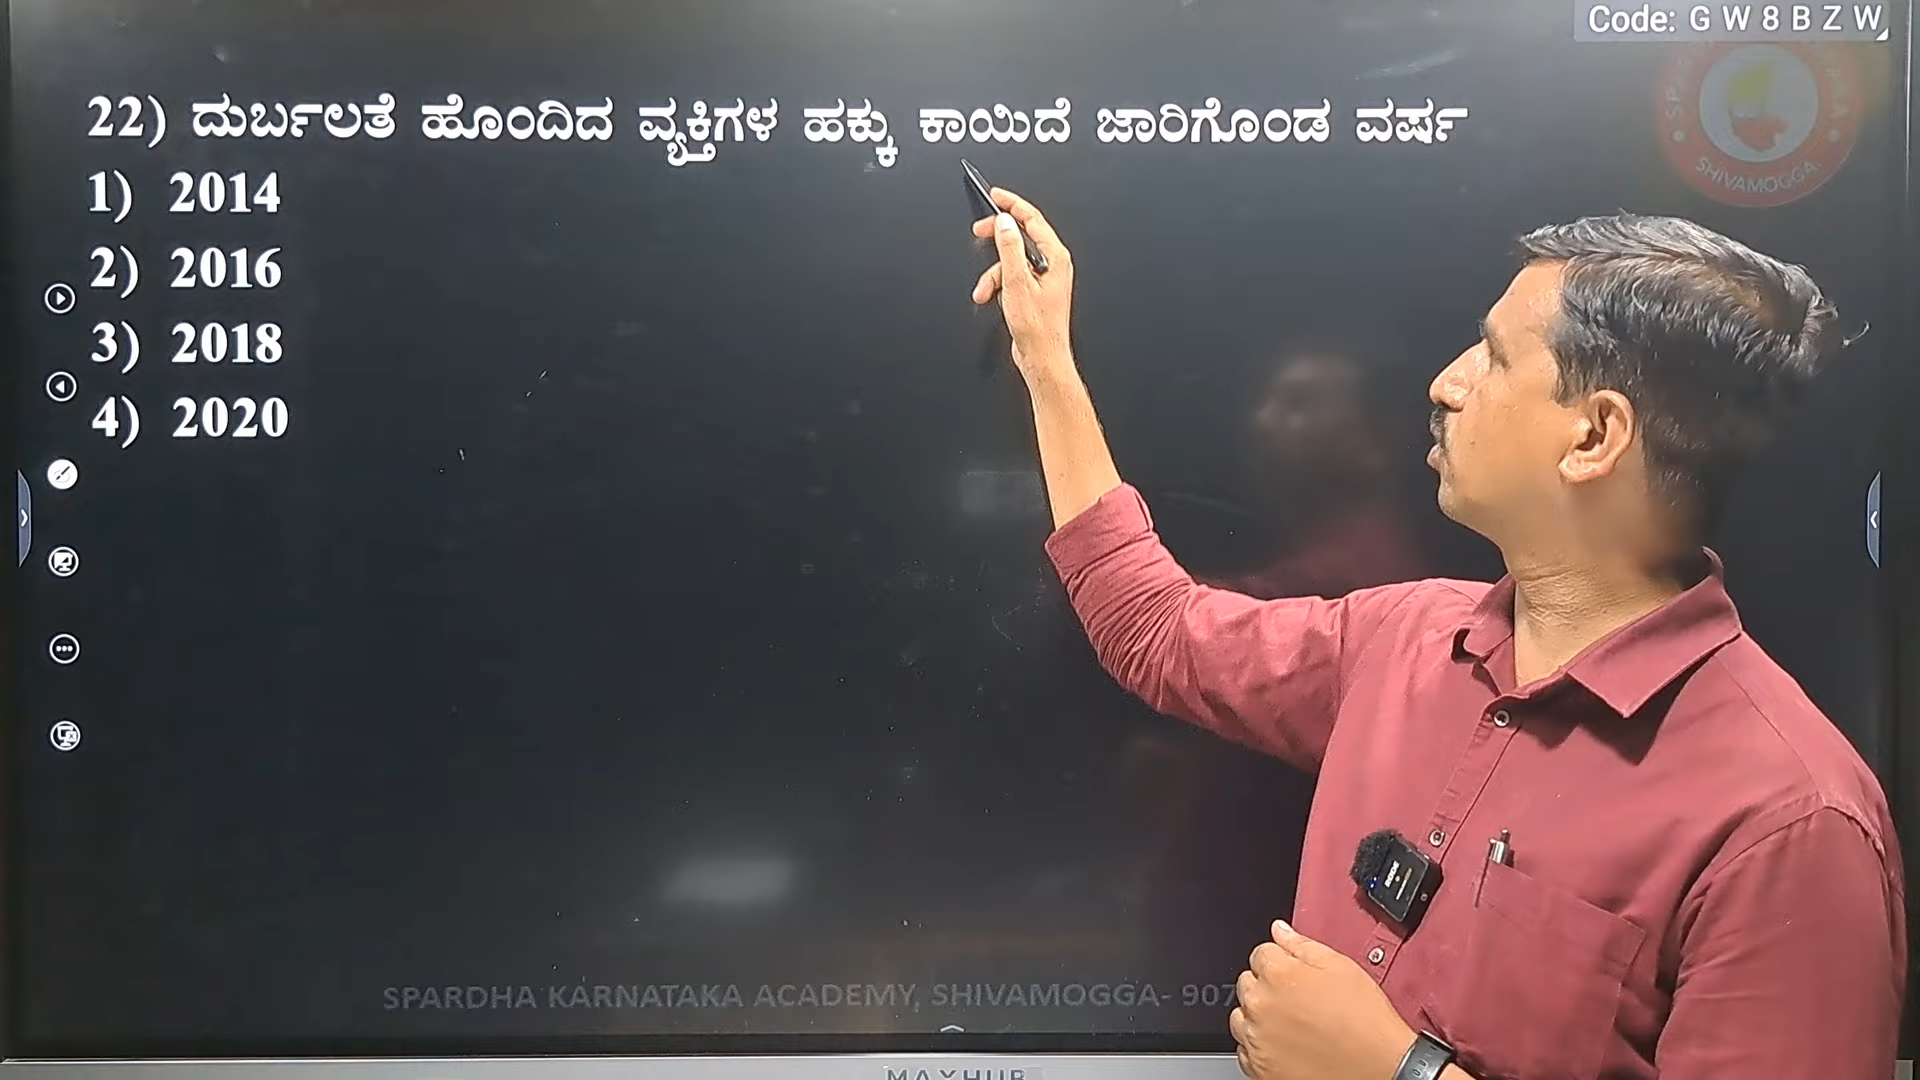 Code: G W 8 B Z W
22) ದುರ್ಬಲತೆ ಹೊಂದಿದ ವ್ಯಕ್ತಿಗಳ ಹಕ್ಕು ಕಾಯಿದೆ ಜಾರಿಗೊಂಡ ವರ್ಷ
1) 2014
2) 2016
3) 2018
4) 2020
SHIVAMOGGA
RODE
SPARDHA KARNATAKA ACADEMY, SHIVAMOGGA- 907
MAXHUB